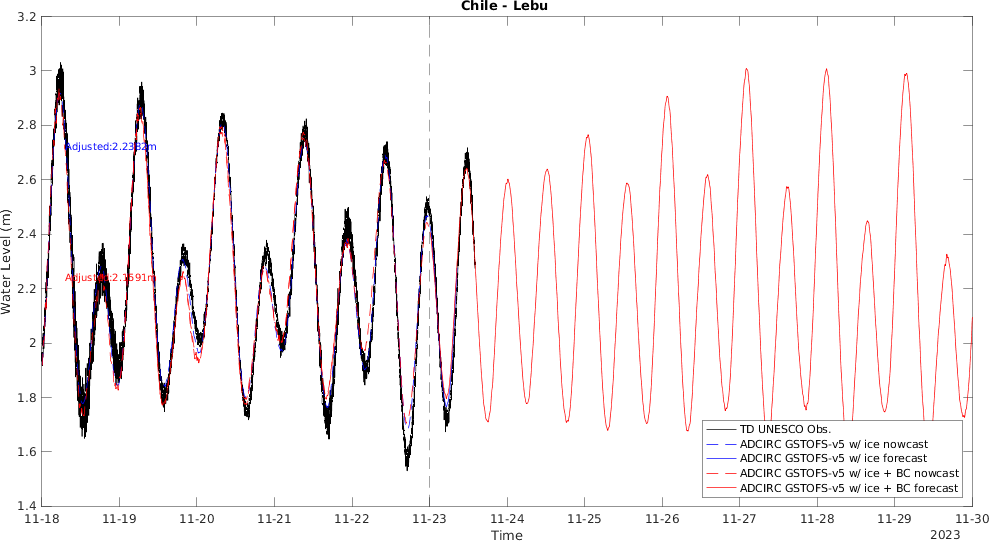 Chile - Lebu
3.2
3
2.8
2.6
2.4
2.2
2
1.8
1.6
1.4
Water Level (m)
Adjusted:2.2382m
Adjusted:2.1591m
11-18
11-19
11-20
11-21
11-22
11-23
11-24
11-25
11-26
11-27
11-28
11-29
11-30
Time
2023
TD UNESCO Obs.
ADCIRC GSTOFS-v5 w/ ice nowcast
ADCIRC GSTOFS-v5 w/ ice forecast
ADCIRC GSTOFS-v5 w/ ice + BC nowcast
ADCIRC GSTOFS-v5 w/ ice + BC forecast